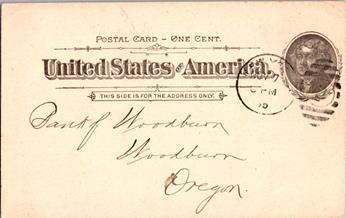 POSTAL CARD – ONE CENT.
United States of America.
THIS SIDE IS FOR THE ADDRESS ONLY.
Bank of Woodburn
Woodburn
Oregon.